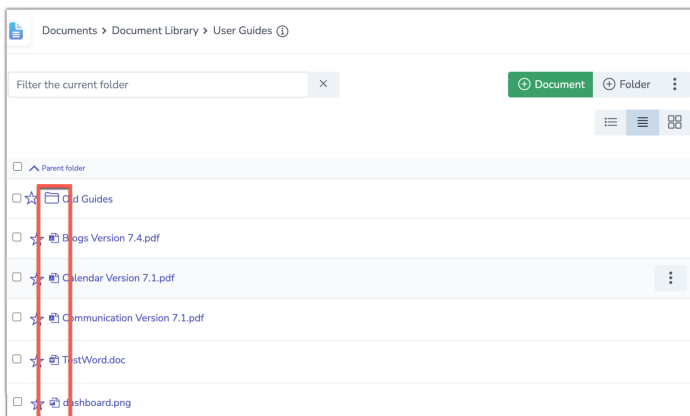 Documents > Document Library > User Guides
Filter the current folder
Document
Folder
Parent folder
Old Guides
Blogs Version 7.4.pdf
Calendar Version 7.1.pdf
Communication Version 7.1.pdf
TestWord.doc
dashboard.png